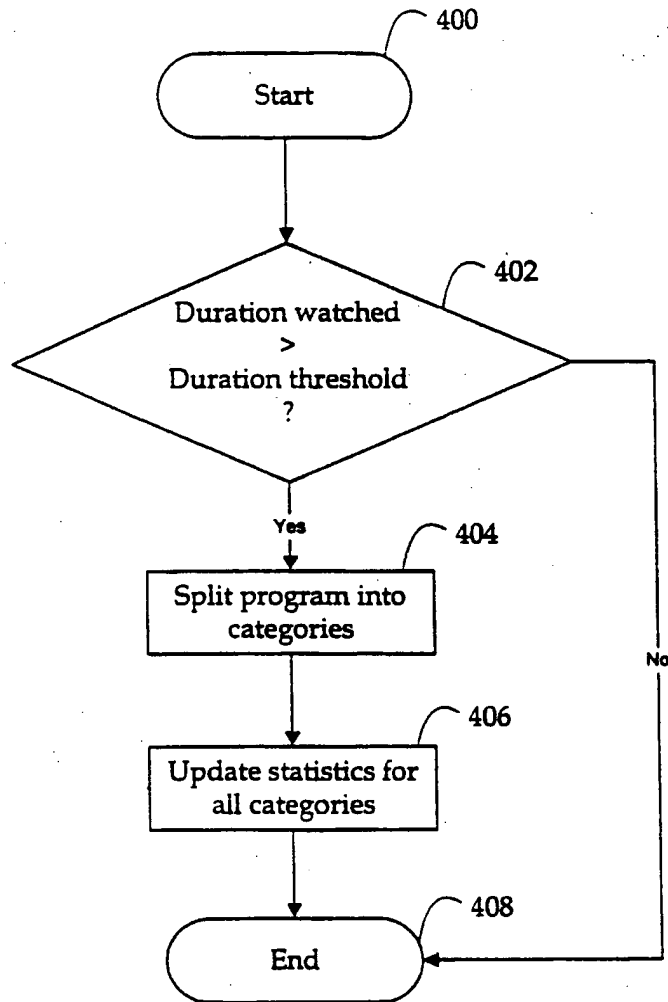 400
Start
402
Duration watched
>
Duration threshold
?
Yes
404
Split program into
categories
No
406
Update statistics for
all categories
408
End